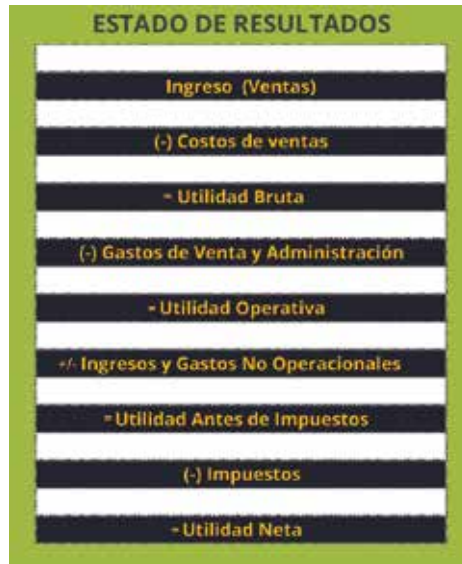 ESTADO DE RESULTADOS
Ingreso (Ventas)
(-) Costos de ventas
= Utilidad Bruta
(-) Gastos de Venta y Administración
= Utilidad Operativa
+/- Ingresos y Gastos No Operacionales
= Utilidad Antes de Impuestos
(-) Impuestos
= Utilidad Neta